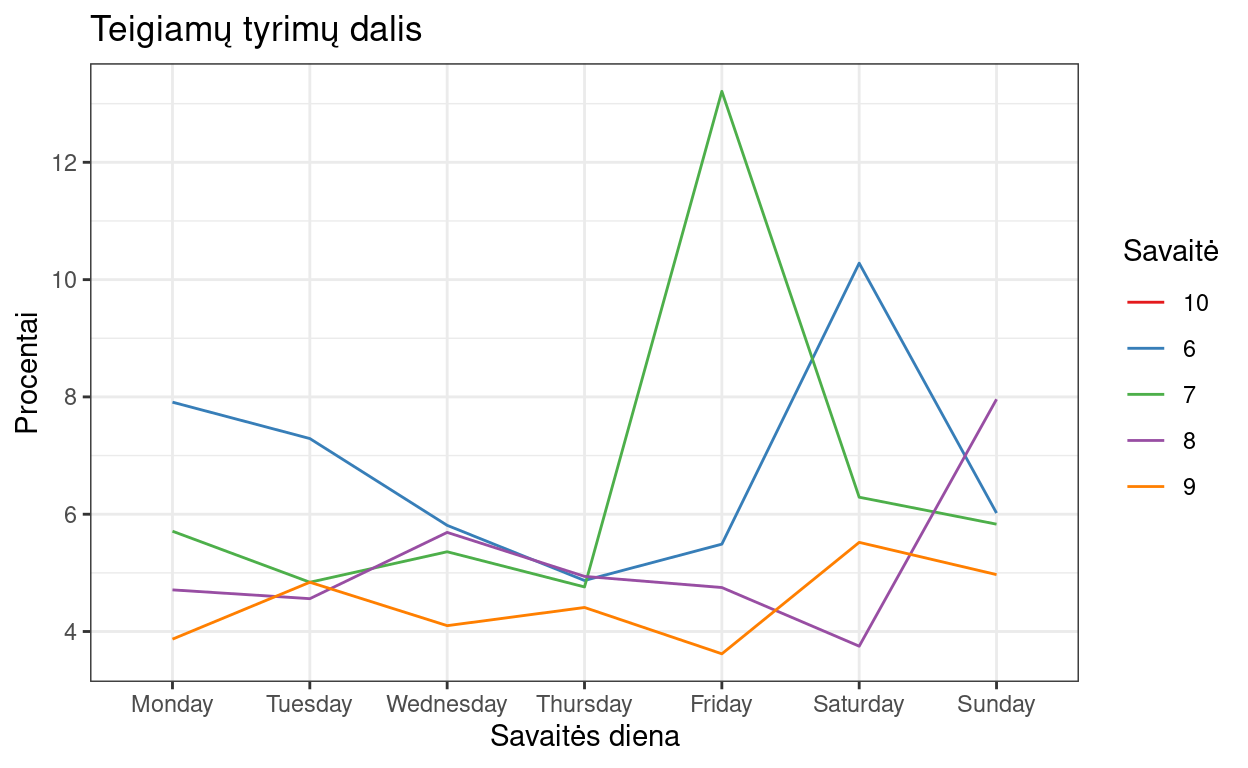 Teigiamų tyrimų dalis
Procentai
12
10
8
6
4
Monday Tuesday Wednesday Thursday Friday Saturday Sunday
Savaitės diena
Savaitė
10
6
7
8
9